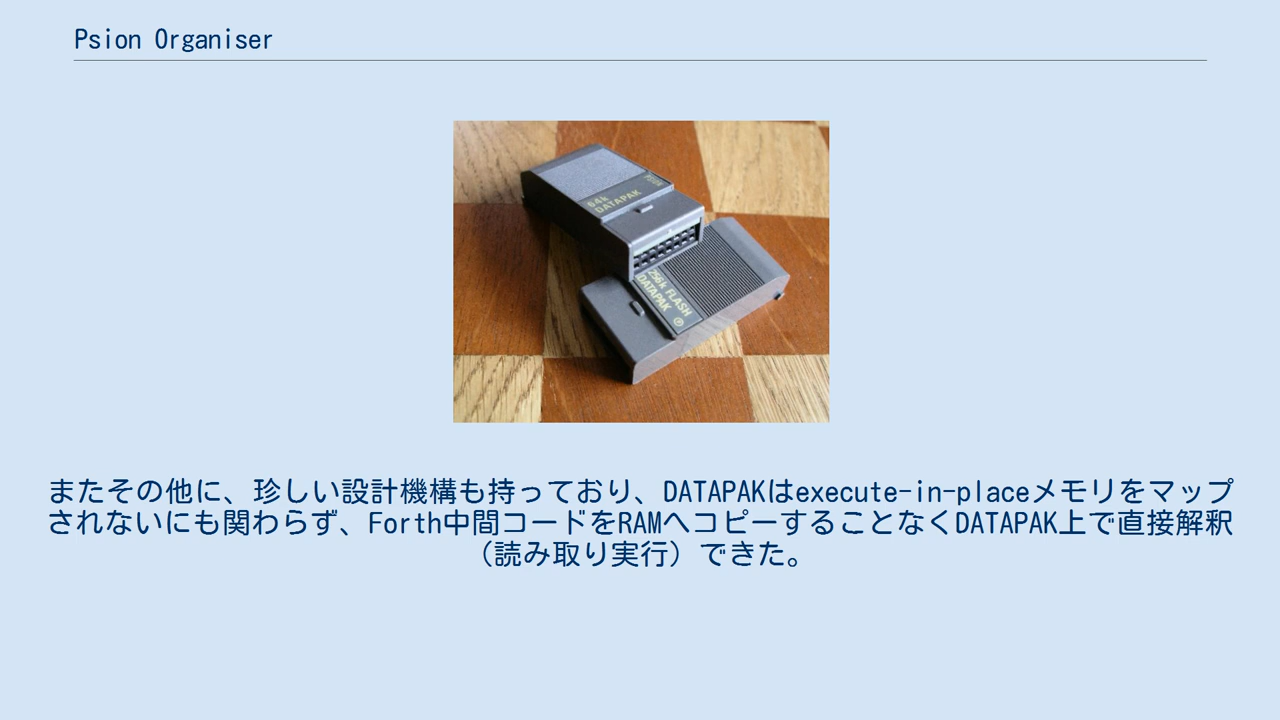 Psion Organiser
64k
DATAPAK
256k FLASH
DATAPAK
またその他に、珍しい設計機構も持っており、DATAPAKはexecute-in-placeメモリをマップ
されないにも関わらず、Forth中間コードをRAMへコピーすることなくDATAPAK上で直接解釈
（読み取り実行）できた。